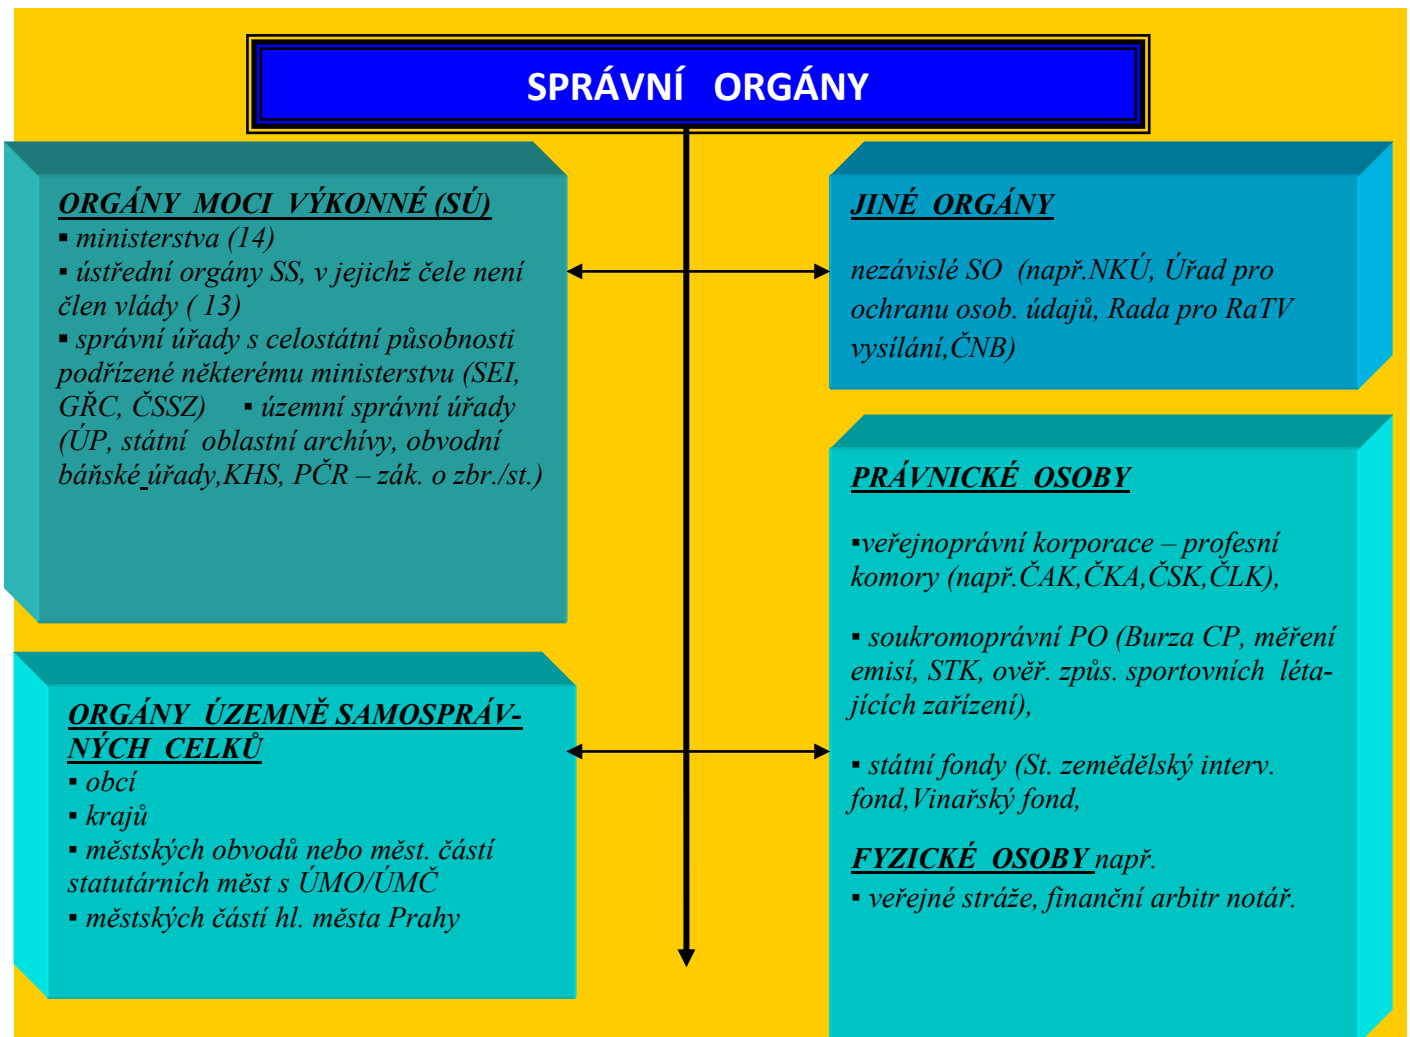 SPRÁVNÍ ORGÁNY
ORGÁNY MOCI VÝKONNÉ (SÚ)
▪ ministerstva (14)
▪ ústřední orgány SS, v jejichž čele není
člen vlády ( 13)
▪ správní úřady s celostátní působnosti
podřízené některému ministerstvu (SEI,
GŘC, ČSSZ) ▪ územní správní úřady
(ÚP, státní oblastní archívy, obvodní
báňské úřady,KHS, PČR – zák. o zbr./st.)
JINÉ ORGÁNY
nezávislé SO (např.NKÚ, Úřad pro
ochranu osob. údajů, Rada pro RaTV
vysílání,ČNB)
ORGÁNY ÚZEMNĚ SAMOSPRÁV-
NÝCH CELKŮ
▪ obcí
▪ krajů
▪ městských obvodů nebo měst. částí
statutárních měst s ÚMO/ÚMČ
▪ městských částí hl. města Prahy
PRÁVNICKÉ OSOBY
▪veřejnoprávní korporace – profesní
komory (např.ČAK,ČKA,ČSK,ČLK),
▪ soukromoprávní PO (Burza CP, měření
emisí, STK, ověř. způs. sportovních léta-
jících zařízení),
▪ státní fondy (St. zemědělský interv.
fond,Vinařský fond,
FYZICKÉ OSOBY např.
▪ veřejné stráže, finanční arbitr notář.